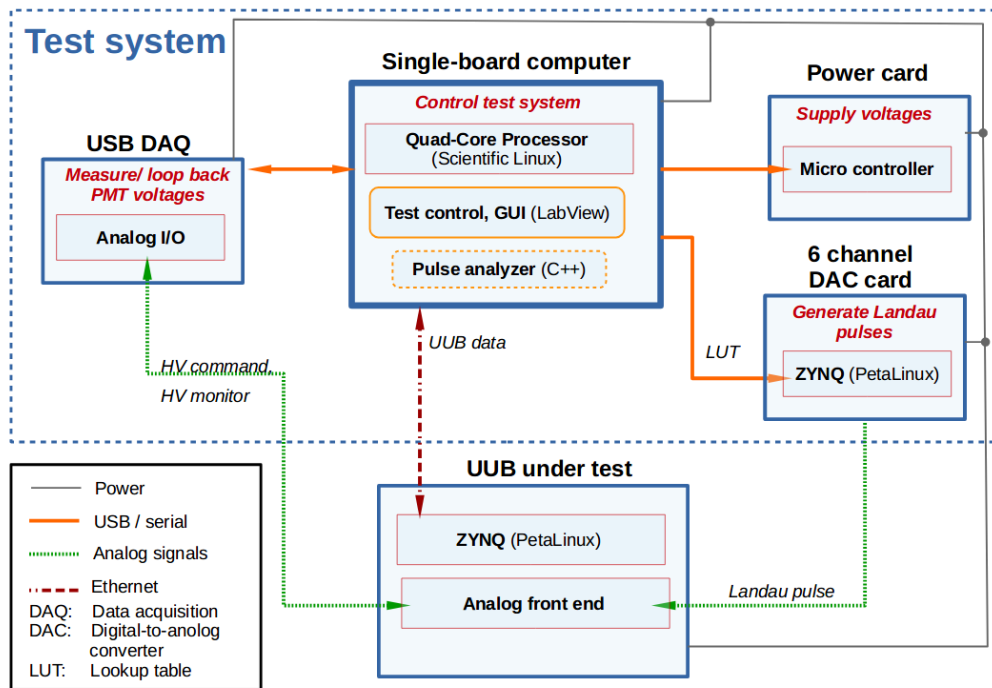 Test system
Single-board computer
Control test system
Quad-Core Processor
(Scientific Linux)
Test control, GUI (LabView)
Pulse analyzer (C++)
Power card
Supply voltages
Micro controller
USB DAQ
Measure/ loop back
PMT voltages
Analog I/O
6 channel
DAC card
Generate Landau
pulses
ZYNQ (PetaLinux)
UUB data
LUT
HV command,
HV monitor
UUB under test
ZYNQ (PetaLinux)
Analog front end
Landau pulse
Power
USB / serial
Analog signals
Ethernet
DAQ: Data acquisition
DAC: Digital-to-anolog
converter
LUT: Lookup table